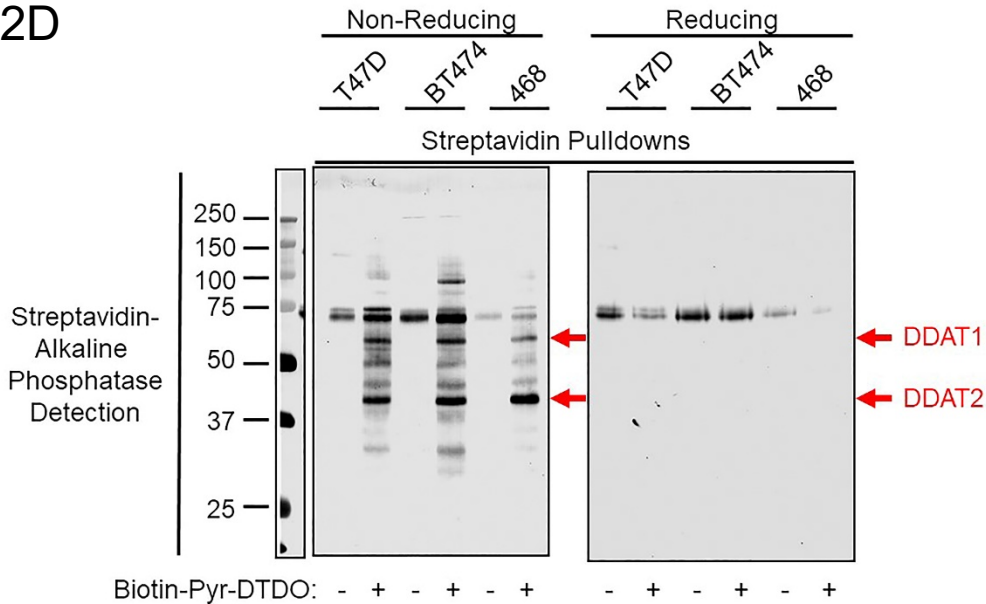 2D
Non-Reducing
Reducing
T47D
BT474
468
T47D
BT474
468
Streptavidin Pulldowns
250
150
100
75
50
37
25
Streptavidin-
Alkaline
Phosphatase
Detection
DDAT1
DDAT2
Biotin-Pyr-DTDO: - + - + - + - + - + - +